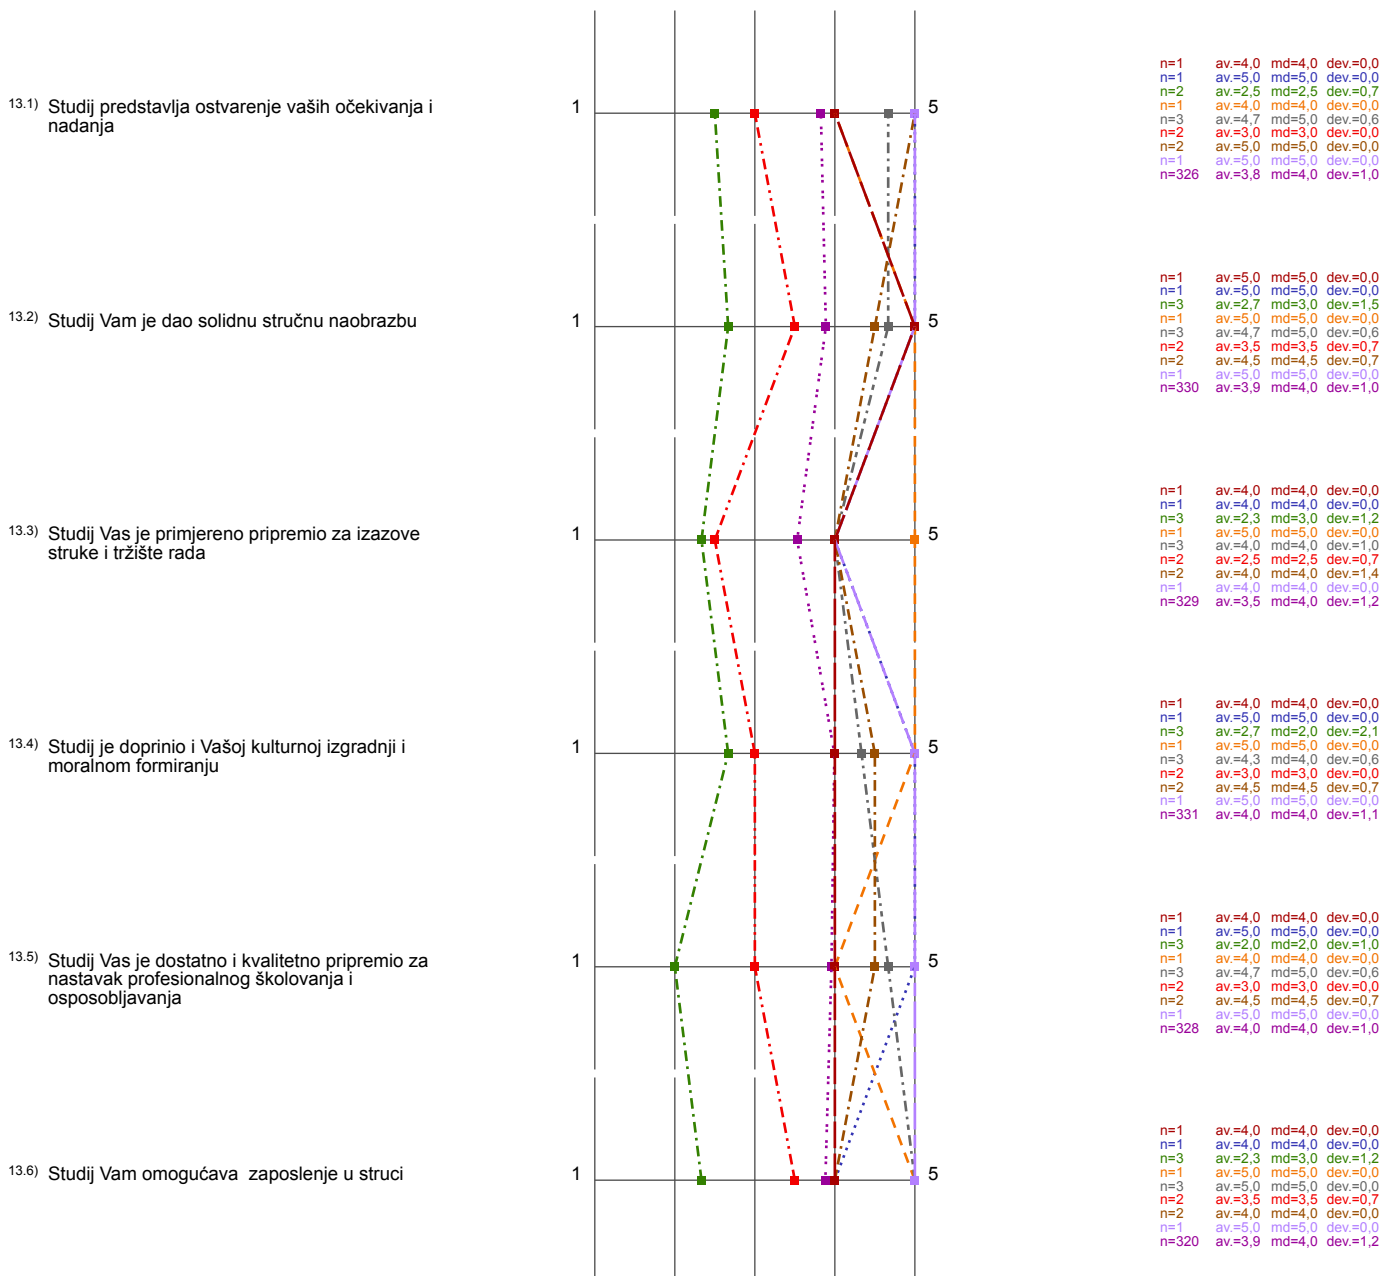 13.1) Studij predstavlja ostvarenje vaših očekivanja i
nadanja
1
5
n=1 av.=4,0 md=4,0 dev.=0,0
n=1 av.=5,0 md=5,0 dev.=0,0
n=2 av.=2,5 md=2,5 dev.=0,7
n=1 av.=4,0 md=4,0 dev.=0,0
n=3 av.=4,7 md=5,0 dev.=0,6
n=2 av.=3,0 md=3,0 dev.=0,0
n=2 av.=5,0 md=5,0 dev.=0,0
n=1 av.=5,0 md=5,0 dev.=0,0
n=326 av.=3,8 md=4,0 dev.=1,0
13.2) Studij Vam je dao solidnu stručnu naobrazbu
1
5
n=1 av.=5,0 md=5,0 dev.=0,0
n=1 av.=5,0 md=5,0 dev.=0,0
n=3 av.=2,7 md=3,0 dev.=1,5
n=1 av.=5,0 md=5,0 dev.=0,0
n=3 av.=4,7 md=5,0 dev.=0,6
n=2 av.=3,5 md=3,5 dev.=0,7
n=2 av.=4,5 md=4,5 dev.=0,7
n=1 av.=5,0 md=5,0 dev.=0,0
n=330 av.=3,9 md=4,0 dev.=1,0
13.3) Studij Vas je primjereno pripremio za izazove
struke i tržište rada
1
5
n=1 av.=4,0 md=4,0 dev.=0,0
n=1 av.=4,0 md=4,0 dev.=0,0
n=3 av.=2,3 md=3,0 dev.=1,2
n=1 av.=5,0 md=5,0 dev.=0,0
n=3 av.=4,0 md=4,0 dev.=1,0
n=2 av.=2,5 md=2,5 dev.=0,7
n=2 av.=4,0 md=4,0 dev.=1,4
n=1 av.=4,0 md=4,0 dev.=0,0
n=329 av.=3,5 md=4,0 dev.=1,2
13.4) Studij je doprinio i Vašoj kulturnoj izgradnji i
moralnom formiranju
1
5
n=1 av.=4,0 md=4,0 dev.=0,0
n=1 av.=5,0 md=5,0 dev.=0,0
n=3 av.=2,7 md=2,0 dev.=2,1
n=1 av.=5,0 md=5,0 dev.=0,0
n=3 av.=4,3 md=4,0 dev.=0,6
n=2 av.=3,0 md=3,0 dev.=0,0
n=2 av.=4,5 md=4,5 dev.=0,7
n=1 av.=5,0 md=5,0 dev.=0,0
n=331 av.=4,0 md=4,0 dev.=1,1
13.5) Studij Vas je dostatno i kvalitetno pripremio za
nastavak profesionalnog školovanja i
osposobljavanja
1
5
n=1 av.=4,0 md=4,0 dev.=0,0
n=1 av.=5,0 md=5,0 dev.=0,0
n=3 av.=2,0 md=2,0 dev.=1,0
n=1 av.=4,0 md=4,0 dev.=0,0
n=3 av.=4,7 md=5,0 dev.=0,6
n=2 av.=3,0 md=3,0 dev.=0,0
n=2 av.=4,5 md=4,5 dev.=0,7
n=1 av.=5,0 md=5,0 dev.=0,0
n=328 av.=4,0 md=4,0 dev.=1,0
13.6) Studij Vam omogućava zaposlenje u struci
1
5
n=1 av.=4,0 md=4,0 dev.=0,0
n=1 av.=4,0 md=4,0 dev.=0,0
n=3 av.=2,3 md=3,0 dev.=1,2
n=1 av.=5,0 md=5,0 dev.=0,0
n=3 av.=5,0 md=5,0 dev.=0,0
n=2 av.=3,5 md=3,5 dev.=0,7
n=2 av.=4,0 md=4,0 dev.=0,0
n=1 av.=5,0 md=5,0 dev.=0,0
n=320 av.=3,9 md=4,0 dev.=1,2